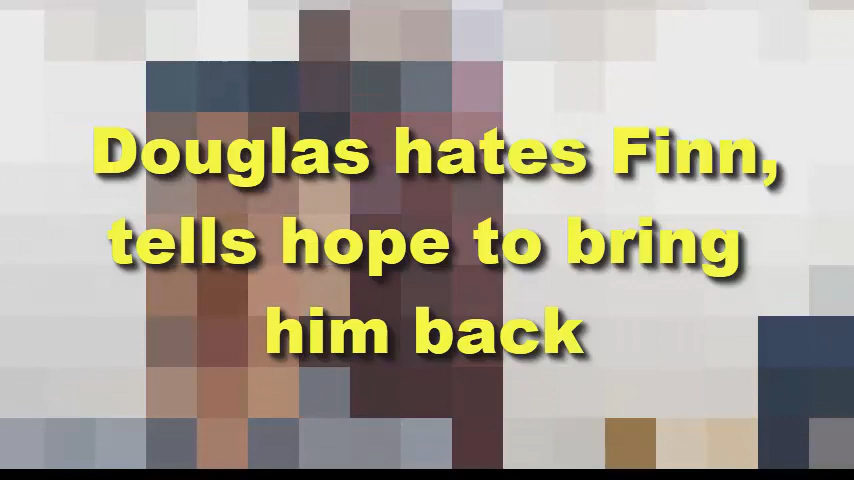 Douglas hates Finn,
tells hope to bring
him back